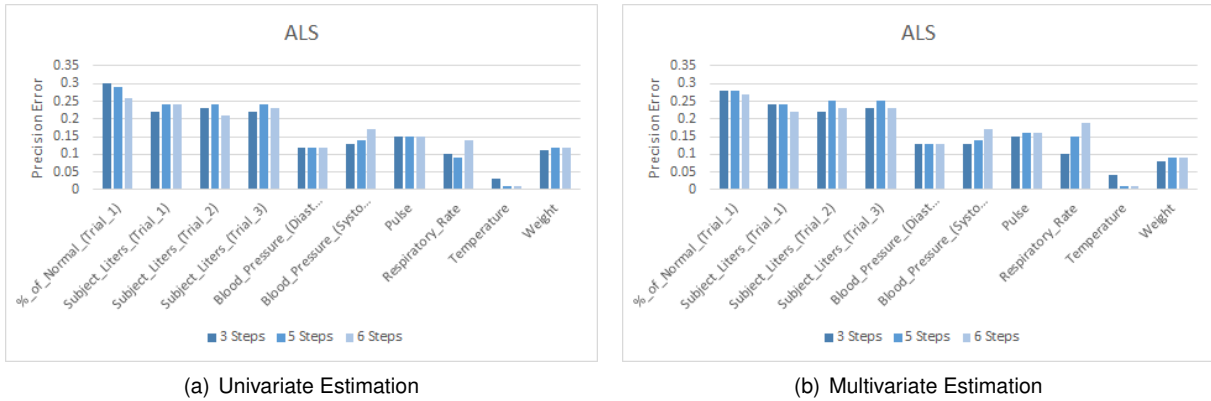 ALS
Precision Error
0.35
0.3
0.25
0.2
0.15
0.1
0.05
0
%_of_Normal_(Trial_1)
Subject_Liters_(Trial_1)
Subject_Liters_(Trial_2)
Subject_Liters_(Trial_3)
Blood_Pressure_(Diast...
Blood_Pressure_(Systo...
Pulse
Respiratory_Rate
Temperature
Weight
3 Steps 5 Steps 6 Steps
(a) Univariate Estimation
ALS
Precision Error
0.35
0.3
0.25
0.2
0.15
0.1
0.05
0
%_of_Normal_(Trial_1)
Subject_Liters_(Trial_1)
Subject_Liters_(Trial_2)
Subject_Liters_(Trial_3)
Blood_Pressure_(Diast...
Blood_Pressure_(Systo...
Pulse
Respiratory_Rate
Temperature
Weight
3 Steps 5 Steps 6 Steps
(b) Multivariate Estimation